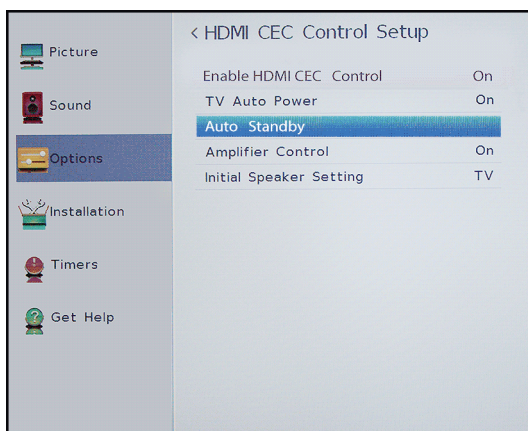 Picture
Sound
Options
Installation
Timers
Get Help
< HDMI CEC Control Setup
Enable HDMI CEC Control On
TV Auto Power On
Auto Standby
Amplifier Control On
Initial Speaker Setting TV